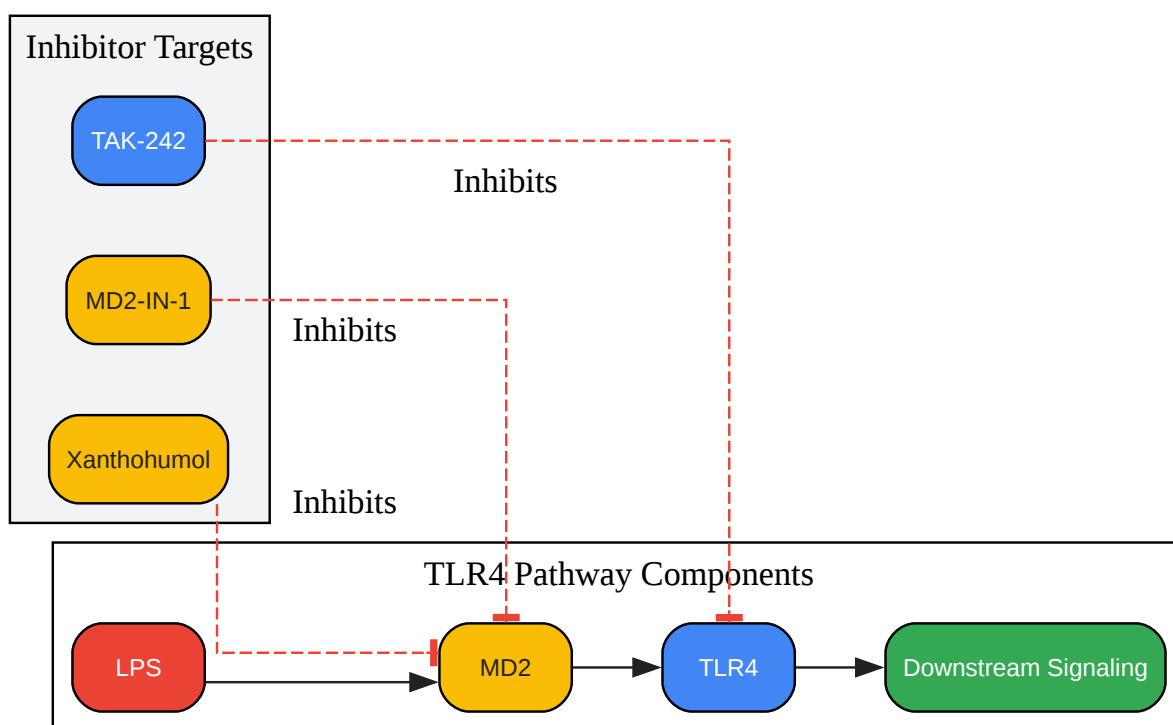 Inhibitor Targets
TAK-242
Inhibits
MD2-IN-1
Inhibits
Xanthohumol
Inhibits
TLR4 Pathway Components
LPS
MD2
TLR4
Downstream Signaling